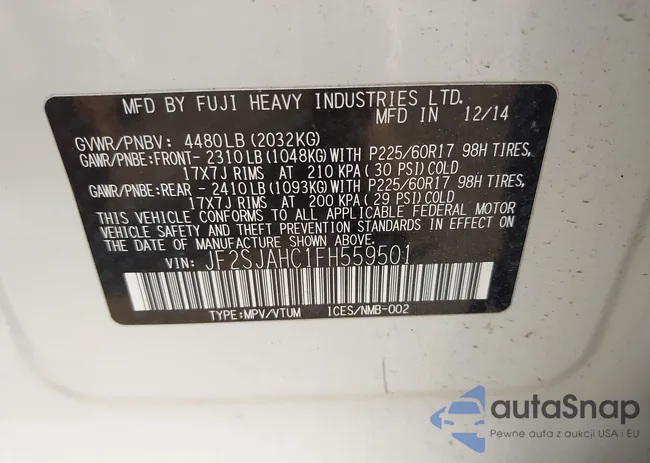 MFD BY FUJI HEAVY INDUSTRIES LTD.
MFD IN 12/14
GVWR/PNBV: 4480LB (2032KG)
GAWR/PNBE:FRONT- 2310LB (1048KG) WITH P225/60R17 98H TIRES,
17X7J RIMS AT 210 KPA (30 PSI) COLD
GAWR/PNBE:REAR - 2410LB (1093KG) WITH P225/60R17 98H TIRES,
17X7J RIMS AT 200 KPA (29 PSI) COLD
THIS VEHICLE CONFORMS TO ALL APPLICABLE FEDERAL MOTOR
VEHICLE SAFETY AND THEFT PREVENTION STANDARDS IN EFFECT ON
THE DATE OF MANUFACTURE SHOWN ABOVE.
VIN: JF2SJAHC1FH559501
TYPE:MPV/VTUM ICES/NMB-002
autaSnap
Pewne auta z aukcji USA i EU